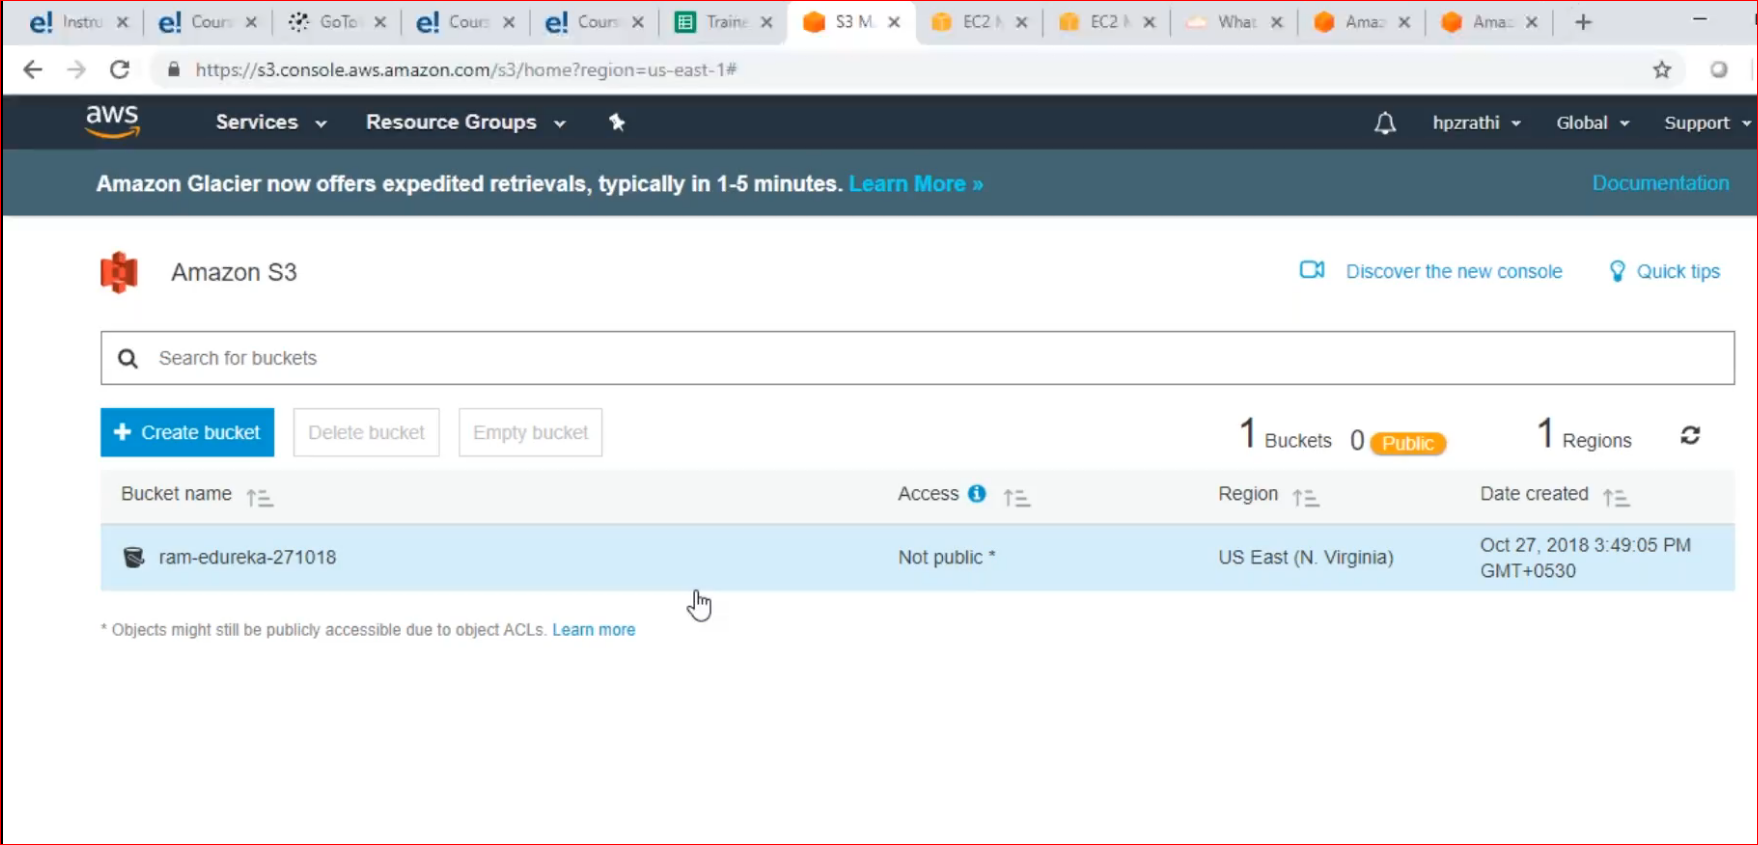 e! Instru e! Cours GoTo e! Cours e! Cours Traine S3 M EC2 M EC2 M What Amaz Amaz
https://s3.console.aws.amazon.com/s3/home?region=us-east-1#
aws Services Resource Groups hpzrathi Global Support
Amazon Glacier now offers expedited retrievals, typically in 1-5 minutes. Learn More » Documentation
Amazon S3 Discover the new console Quick tips
Search for buckets
+ Create bucket Delete bucket Empty bucket 1 Buckets 0 Public 1 Regions
Bucket name Access Region Date created
ram-edureka-271018 Not public * US East (N. Virginia) Oct 27, 2018 3:49:05 PM
GMT+0530
* Objects might still be publicly accessible due to object ACLs. Learn more